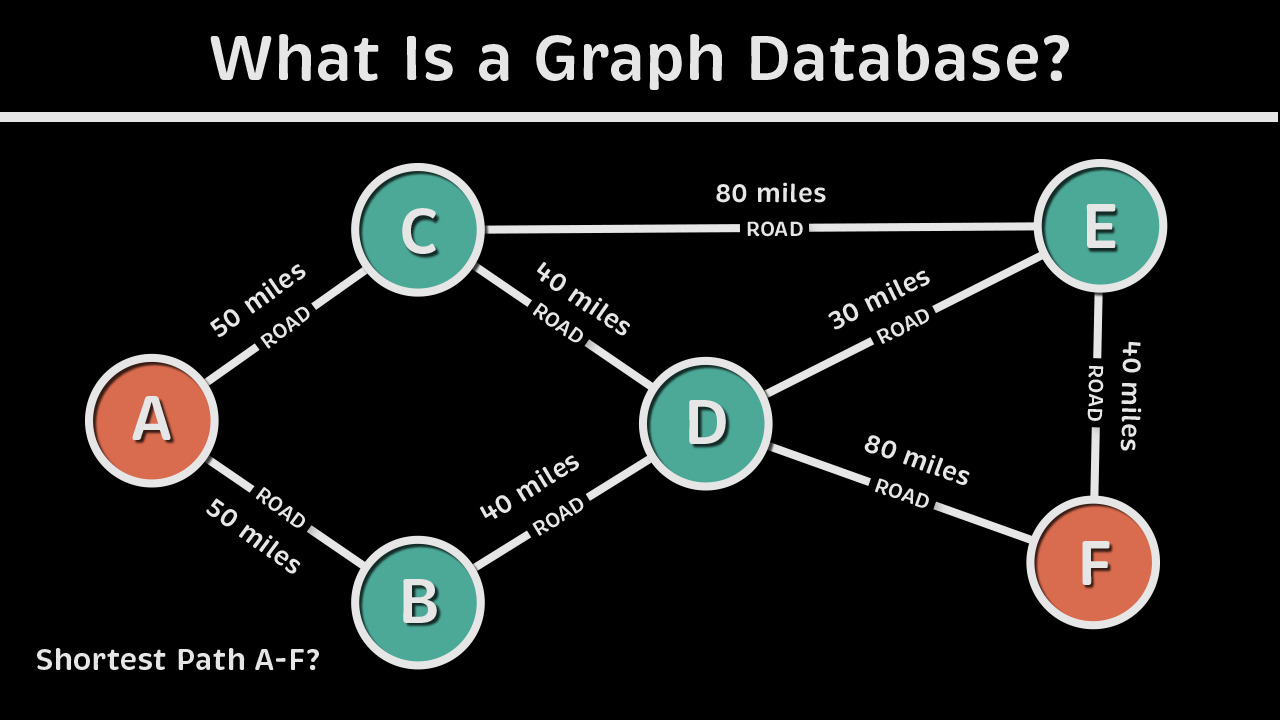 What Is a Graph Database?
80 miles
ROAD
C
E
50 miles
ROAD
40 miles
ROAD
30 miles
ROAD
40 miles
ROAD
A
D
ROAD
50 miles
40 miles
ROAD
80 miles
ROAD
B
F
Shortest Path A-F?